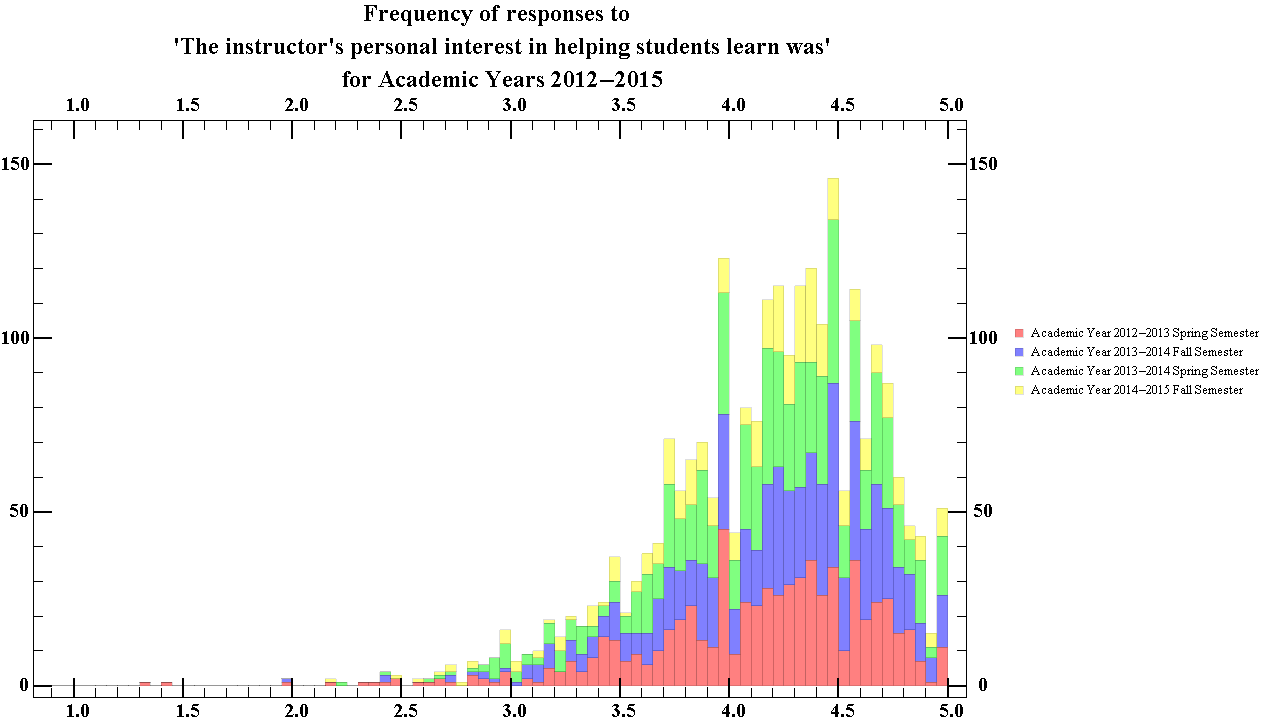 Frequency of responses to
'The instructor's personal interest in helping students learn was'
for Academic Years 2012–2015
1.0 1.5 2.0 2.5 3.0 3.5 4.0 4.5 5.0
150 150
100 100
Academic Year 2012–2013 Spring Semester
Academic Year 2013–2014 Fall Semester
Academic Year 2013–2014 Spring Semester
Academic Year 2014–2015 Fall Semester
50 50
0 0
1.0 1.5 2.0 2.5 3.0 3.5 4.0 4.5 5.0